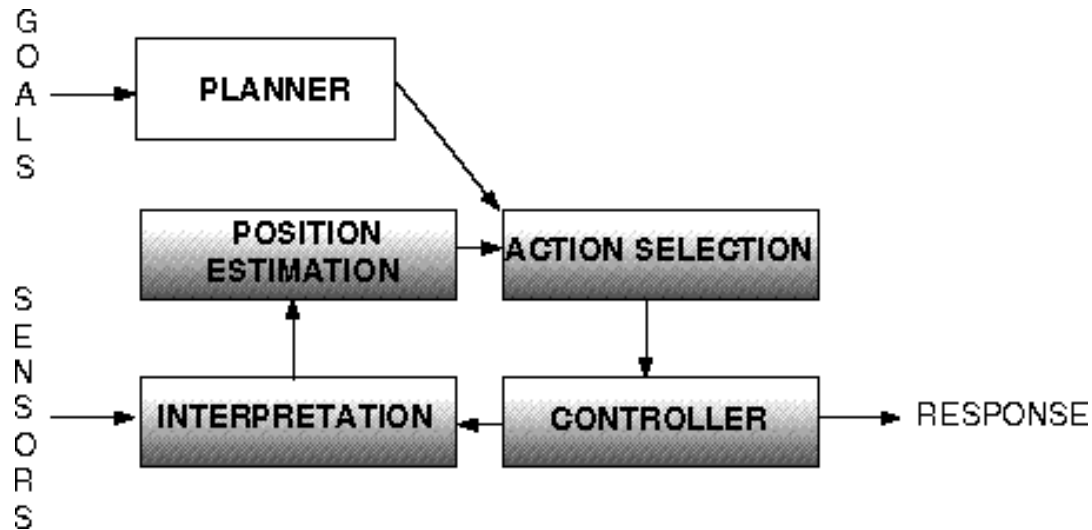 GOALS
PLANNER
POSITION
ESTIMATION
ACTION SELECTION
SENSORS
INTERPRETATION
CONTROLLER
RESPONSE